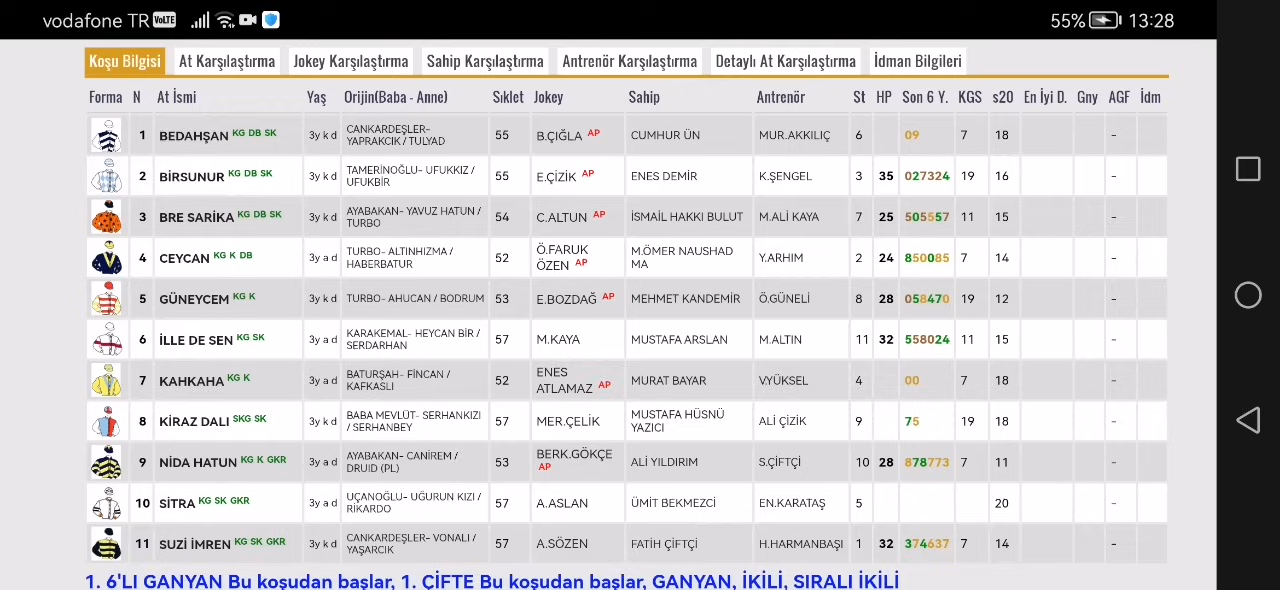 vodafone TR VoLTE 55% 13:28
Koşu Bilgisi At Karşılaştırma Jokey Karşılaştırma Sahip Karşılaştırma Antrenör Karşılaştırma Detaylı At Karşılaştırma İdman Bilgileri
Forma N At İsmi Yaş Orijin(Baba - Anne) Sıklet Jokey Sahip Antrenör St HP Son 6 Y. KGS s20 En İyi D. Gny AGF İdm
1 BEDAHŞAN KG DB SK 3y k d CANKARDEŞLER- YAPRAKCIK / TULYAD 55 B.ÇIĞLA AP CUMHUR ÜN MUR.AKKILIÇ 6 09 7 18 -
2 BİRSUNUR KG DB SK 3y k d TAMERİNOĞLU- UFUKKIZ / UFUKBİR 55 E.ÇİZİK AP ENES DEMİR K.ŞENGEL 3 35 027324 19 16 -
3 BRE SARİKA KG DB SK 3y k d AYABAKAN- YAVUZ HATUN / TURBO 54 C.ALTUN AP İSMAİL HAKKI BULUT M.ALİ KAYA 7 25 505557 11 15 -
4 CEYCAN KG K DB 3y a d TURBO- ALTINHIZMA / HABERBATUR 52 Ö.FARUK ÖZEN AP M.ÖMER NAUSHAD MA Y.ARHIM 2 24 850085 7 14 -
5 GÜNEYCEM KG K 3y k d TURBO- AHUCAN / BODRUM 53 E.BOZDAĞ AP MEHMET KANDEMİR Ö.GÜNELİ 8 28 058470 19 12 -
6 İLLE DE SEN KG SK 3y k d KARAKEMAL- HEYCAN BİR / SERDARHAN 57 M.KAYA MUSTAFA ARSLAN M.ALTIN 11 32 558024 11 15 -
7 KAHKAHA KG K 3y a d BATURŞAH- FİNCAN / KAFKASLI 52 ENES ATLAMAZ AP MURAT BAYAR V.YÜKSEL 4 00 7 18 -
8 KİRAZ DALI SKG SK 3y k d BABA MEVLÜT- SERHANKIZI / SERHANBEY 57 MER.ÇELİK MUSTAFA HÜSNÜ YAZICI ALİ ÇİZİK 9 75 19 18 -
9 NİDA HATUN KG K GKR 3y a d AYABAKAN- CANİREM / DRUID (PL) 53 BERK.GÖKÇE AP ALİ YILDIRIM S.ÇİFTÇİ 10 28 878773 7 11 -
10 SİTRA KG SK GKR 3y a d UÇANOĞLU- UĞURUN KIZI / RİKARDO 57 A.ASLAN ÜMİT BEKMEZCİ EN.KARATAŞ 5 20 -
11 SUZİ İMREN KG SK GKR 3y k d CANKARDEŞLER- VONALI / YAŞARCIK 57 A.SÖZEN FATİH ÇİFTÇİ H.HARMANBAŞI 1 32 374637 7 14 -
1. 6'LI GANYAN Bu koşudan başlar, 1. ÇİFTE Bu koşudan başlar, GANYAN, İKİLİ, SIRALI İKİLİ